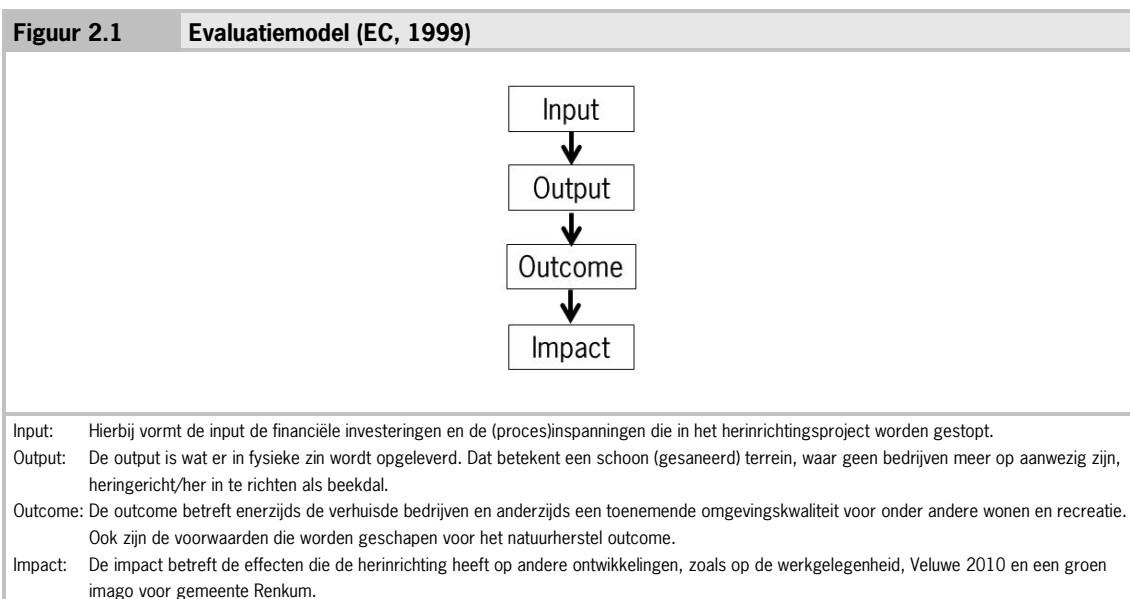 Figuur 2.1 Evaluatiemodel (EC, 1999)
Input
Output
Outcome
Impact
Input: Hierbij vormt de input de financiële investeringen en de (proces)inspanningen die in het herinrichtingsproject worden gestopt.
Output: De output is wat er in fysieke zin wordt opgeleverd. Dat betekent een schoon (gesaneerd) terrein, waar geen bedrijven meer op aanwezig zijn,
heringericht/her in te richten als beekdal.
Outcome: De outcome betreft enerzijds de verhuisde bedrijven en anderzijds een toenemende omgevingskwaliteit voor onder andere wonen en recreatie.
Ook zijn de voorwaarden die worden geschapen voor het natuurherstel outcome.
Impact: De impact betreft de effecten die de herinrichting heeft op andere ontwikkelingen, zoals op de werkgelegenheid, Veluwe 2010 en een groen
imago voor gemeente Renkum.